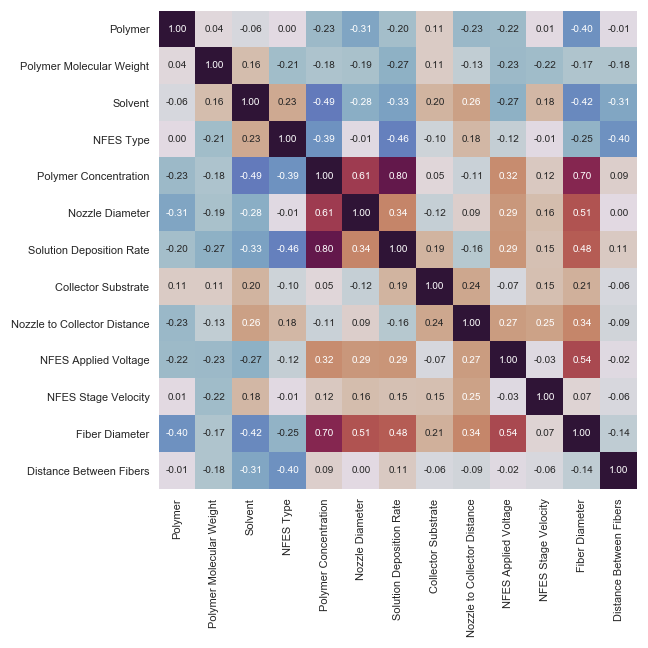 Polymer 1.00 0.04 -0.06 0.00 -0.23 -0.31 -0.20 0.11 -0.23 -0.22 0.01 -0.40 -0.01
Polymer Molecular Weight 0.04 1.00 0.16 -0.21 -0.18 -0.19 -0.27 0.11 -0.13 -0.23 -0.22 -0.17 -0.18
Solvent -0.06 0.16 1.00 0.23 -0.49 -0.28 -0.33 0.20 0.26 -0.27 0.18 -0.42 -0.31
NFES Type 0.00 -0.21 0.23 1.00 -0.39 -0.01 -0.46 -0.10 0.18 -0.12 -0.01 -0.25 -0.40
Polymer Concentration -0.23 -0.18 -0.49 -0.39 1.00 0.61 0.80 0.05 -0.11 0.32 0.12 0.70 0.09
Nozzle Diameter -0.31 -0.19 -0.28 -0.01 0.61 1.00 0.34 -0.12 0.09 0.29 0.16 0.51 0.00
Solution Deposition Rate -0.20 -0.27 -0.33 -0.46 0.80 0.34 1.00 0.19 -0.16 0.29 0.15 0.48 0.11
Collector Substrate 0.11 0.11 0.20 -0.10 0.05 -0.12 0.19 1.00 0.24 -0.07 0.15 0.21 -0.06
Nozzle to Collector Distance -0.23 -0.13 0.26 0.18 -0.11 0.09 -0.16 0.24 1.00 0.27 0.25 0.34 -0.09
NFES Applied Voltage -0.22 -0.23 -0.27 -0.12 0.32 0.29 0.29 -0.07 0.27 1.00 -0.03 0.54 -0.02
NFES Stage Velocity 0.01 -0.22 0.18 -0.01 0.12 0.16 0.15 0.15 0.25 -0.03 1.00 0.07 -0.06
Fiber Diameter -0.40 -0.17 -0.42 -0.25 0.70 0.51 0.48 0.21 0.34 0.54 0.07 1.00 -0.14
Distance Between Fibers -0.01 -0.18 -0.31 -0.40 0.09 0.00 0.11 -0.06 -0.09 -0.02 -0.06 -0.14 1.00
Polymer
Polymer Molecular Weight
Solvent
NFES Type
Polymer Concentration
Nozzle Diameter
Solution Deposition Rate
Collector Substrate
Nozzle to Collector Distance
NFES Applied Voltage
NFES Stage Velocity
Fiber Diameter
Distance Between Fibers